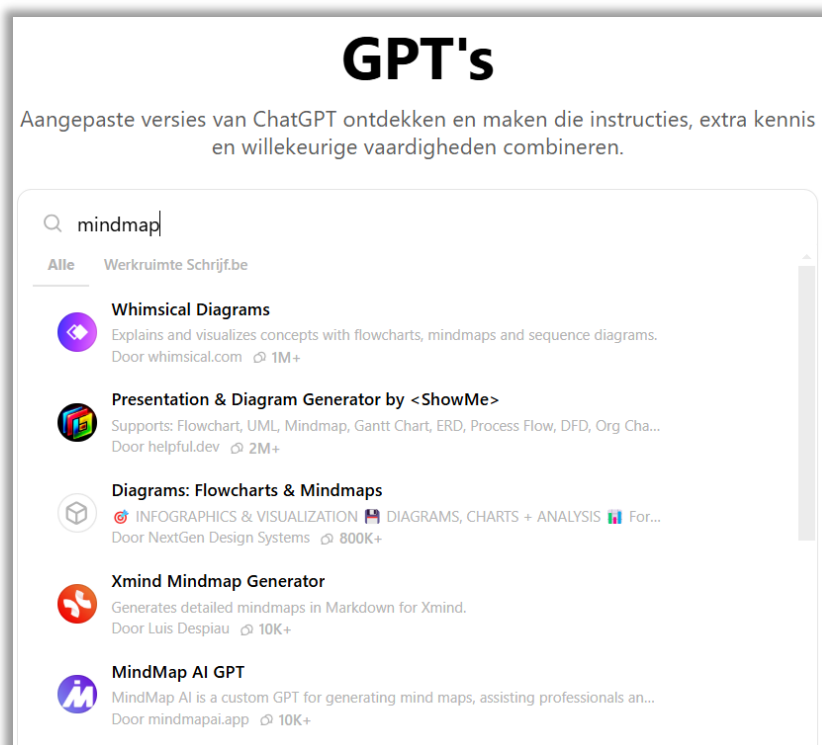 GPT's
Aangepaste versies van ChatGPT ontdekken en maken die instructies, extra kennis
en willekeurige vaardigheden combineren.
mindmap
Alle Werkruimte Schrijf.be
Whimsical Diagrams
Explains and visualizes concepts with flowcharts, mindmaps and sequence diagrams.
Door whimsical.com 1M+
Presentation & Diagram Generator by <ShowMe>
Supports: Flowchart, UML, Mindmap, Gantt Chart, ERD, Process Flow, DFD, Org Cha...
Door helpful.dev 2M+
Diagrams: Flowcharts & Mindmaps
🎯 INFOGRAPHICS & VISUALIZATION 💾 DIAGRAMS, CHARTS + ANALYSIS 📊 For...
Door NextGen Design Systems 800K+
Xmind Mindmap Generator
Generates detailed mindmaps in Markdown for Xmind.
Door Luis Despiau 10K+
MindMap AI GPT
MindMap AI is a custom GPT for generating mind maps, assisting professionals an...
Door mindmapai.app 10K+